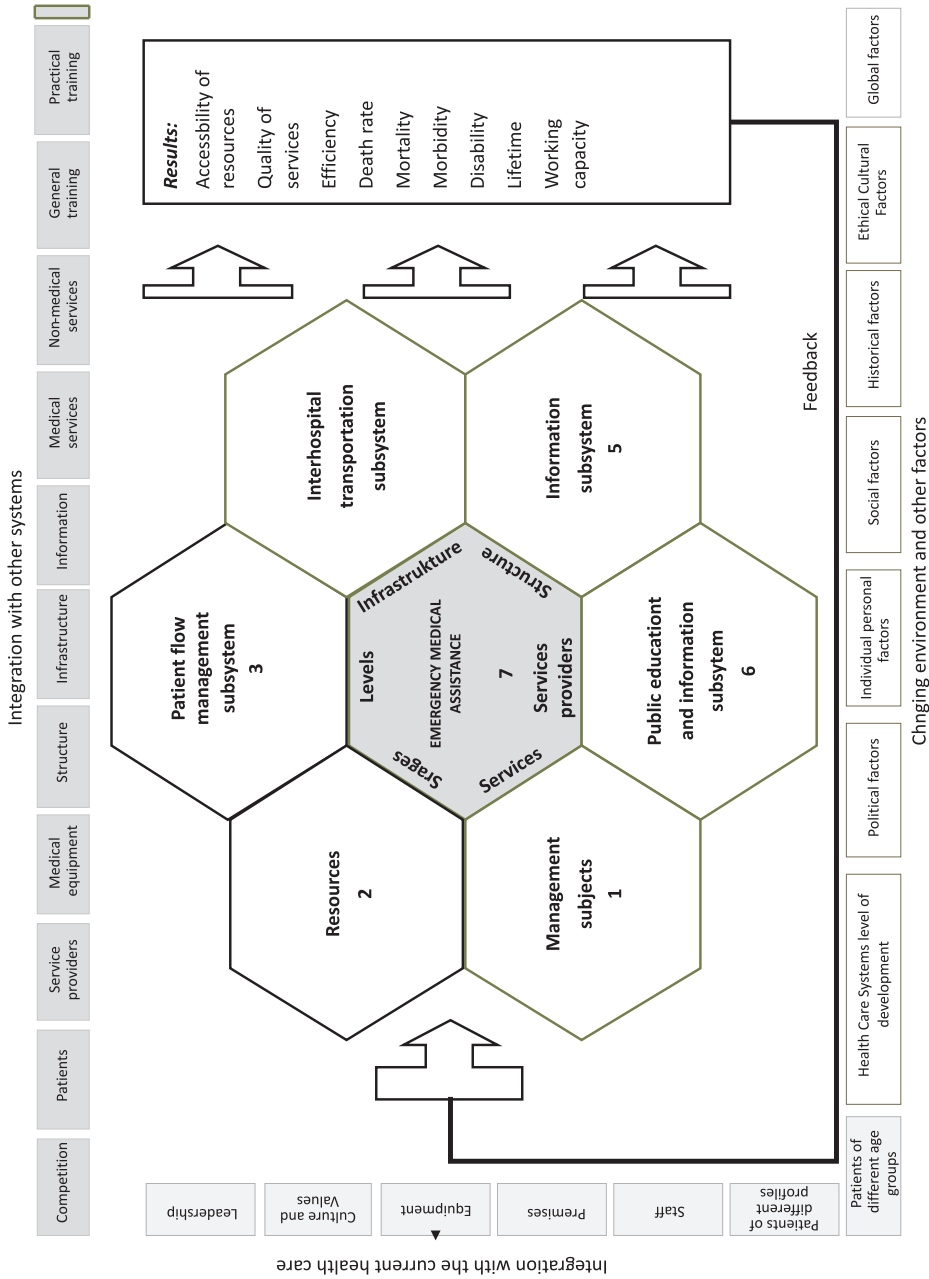 Integration with other systems
Competition
Patients
Service
providers
Medical
equipment
Structure
Infrastructure
Information
Medical
services
Non-medical
services
General
training
Practical
training
Integration with the current health care
Leadership
Culture and
Values
Equipment
Premises
Staff
Patients of
different
profiles
Resources
2
Patient flow
management
subsystem
3
Interhospital
transportation
subsystem
Levels
Infrastrukture
Srages
EMERGENCY MEDICAL
ASSISTANCE
7
Structure
Services
Services
providers
Management
subjects
1
Public educationt
and information
subsytem
6
Information
subsystem
5
Results:
Accessbility of
resources
Quality of
services
Efficiency
Death rate
Mortality
Morbidity
Disability
Lifetime
Working
capacity
Feedback
Patients of
different age
groups
Health Care Systems level of
development
Political factors
Individual personal
factors
Social factors
Historical factors
Ethical Cultural
Factors
Global factors
Chnging environment and other factors